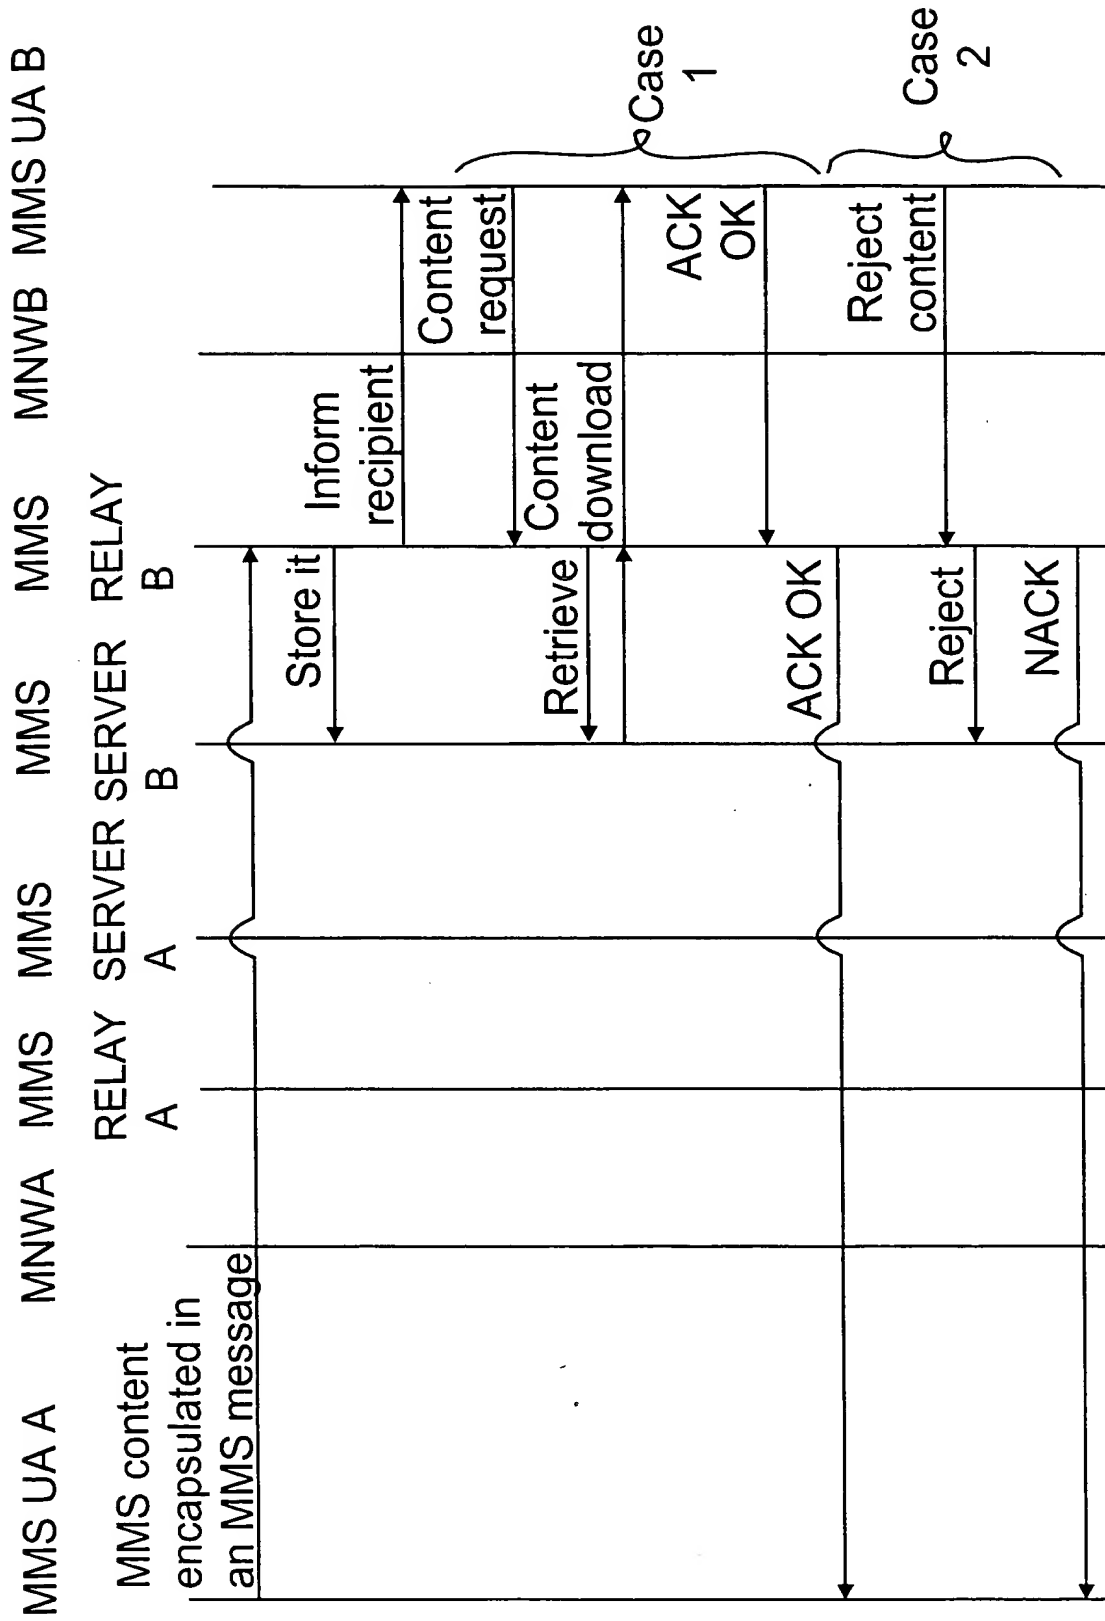 MMS UA A MNWA MMS MMS MMS MMS MNWB MMS UA B
RELAY SERVER SERVER RELAY
A A B B
MMS content
encapsulated in
an MMS message
Store it
Inform
recipient
Content
request
Retrieve
Content
download
ACK
OK
ACK OK
Case
1
Reject
content
Reject
NACK
Case
2